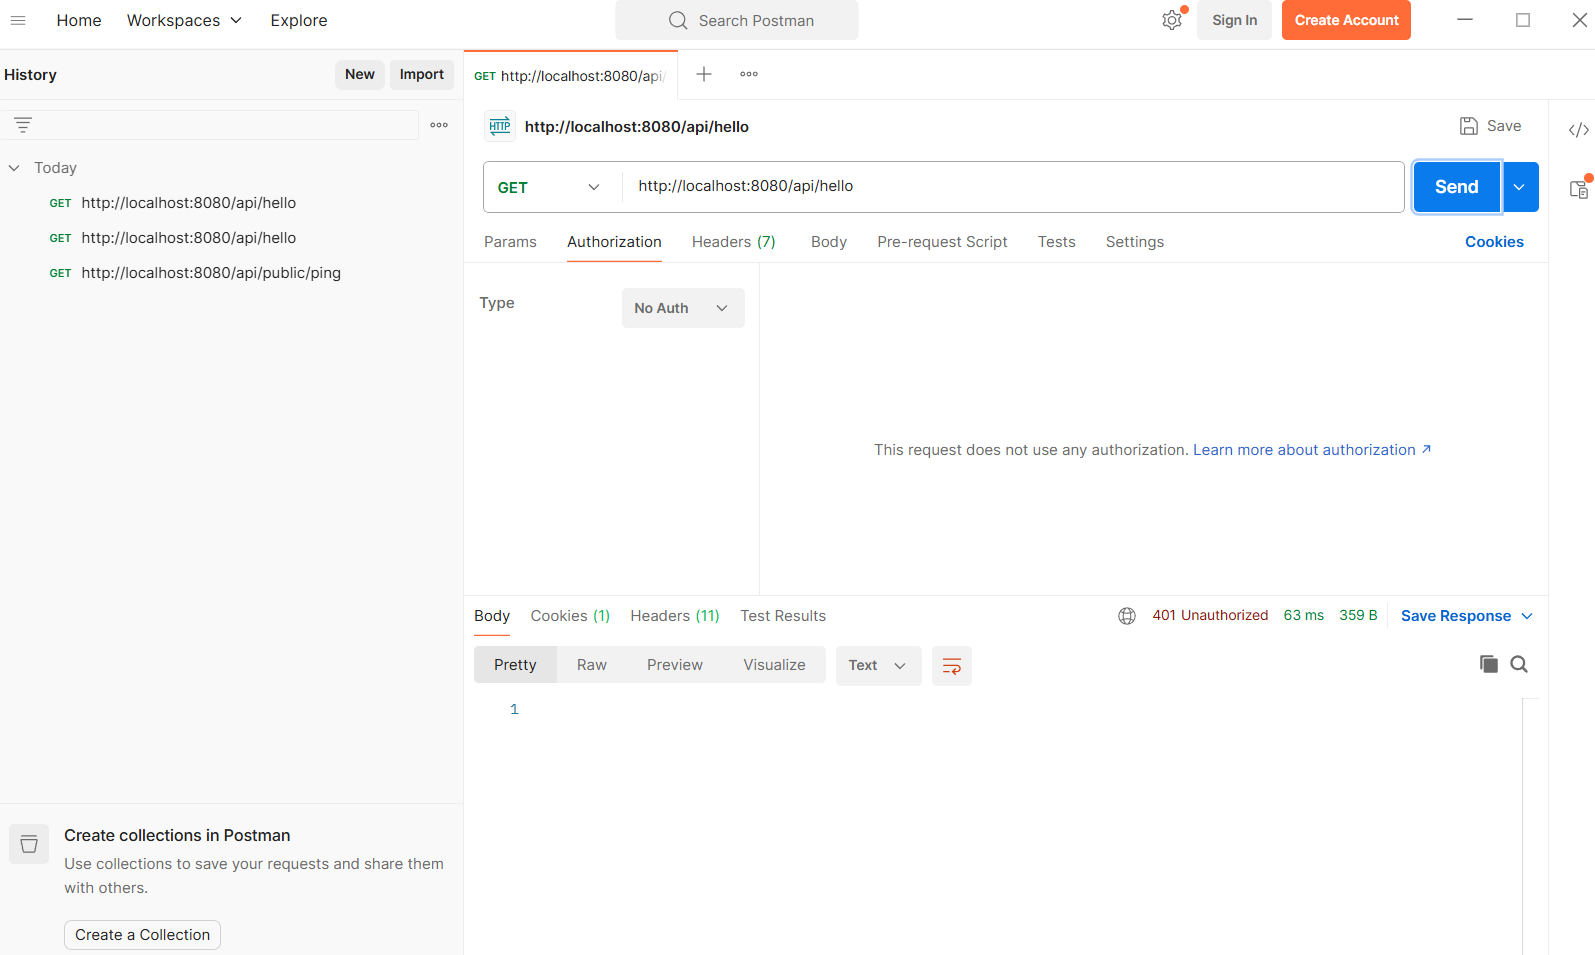 Home Workspaces Explore Search Postman Sign In Create Account
History New Import
GET http://localhost:8080/api/
HTTP http://localhost:8080/api/hello Save
Today
GET http://localhost:8080/api/hello
GET http://localhost:8080/api/hello
GET http://localhost:8080/api/public/ping
GET http://localhost:8080/api/hello Send
Params Authorization Headers (7) Body Pre-request Script Tests Settings Cookies
Type No Auth
This request does not use any authorization. Learn more about authorization
Body Cookies (1) Headers (11) Test Results 401 Unauthorized 63 ms 359 B Save Response
Pretty Raw Preview Visualize Text
1
Create collections in Postman
Use collections to save your requests and share them
with others.
Create a Collection